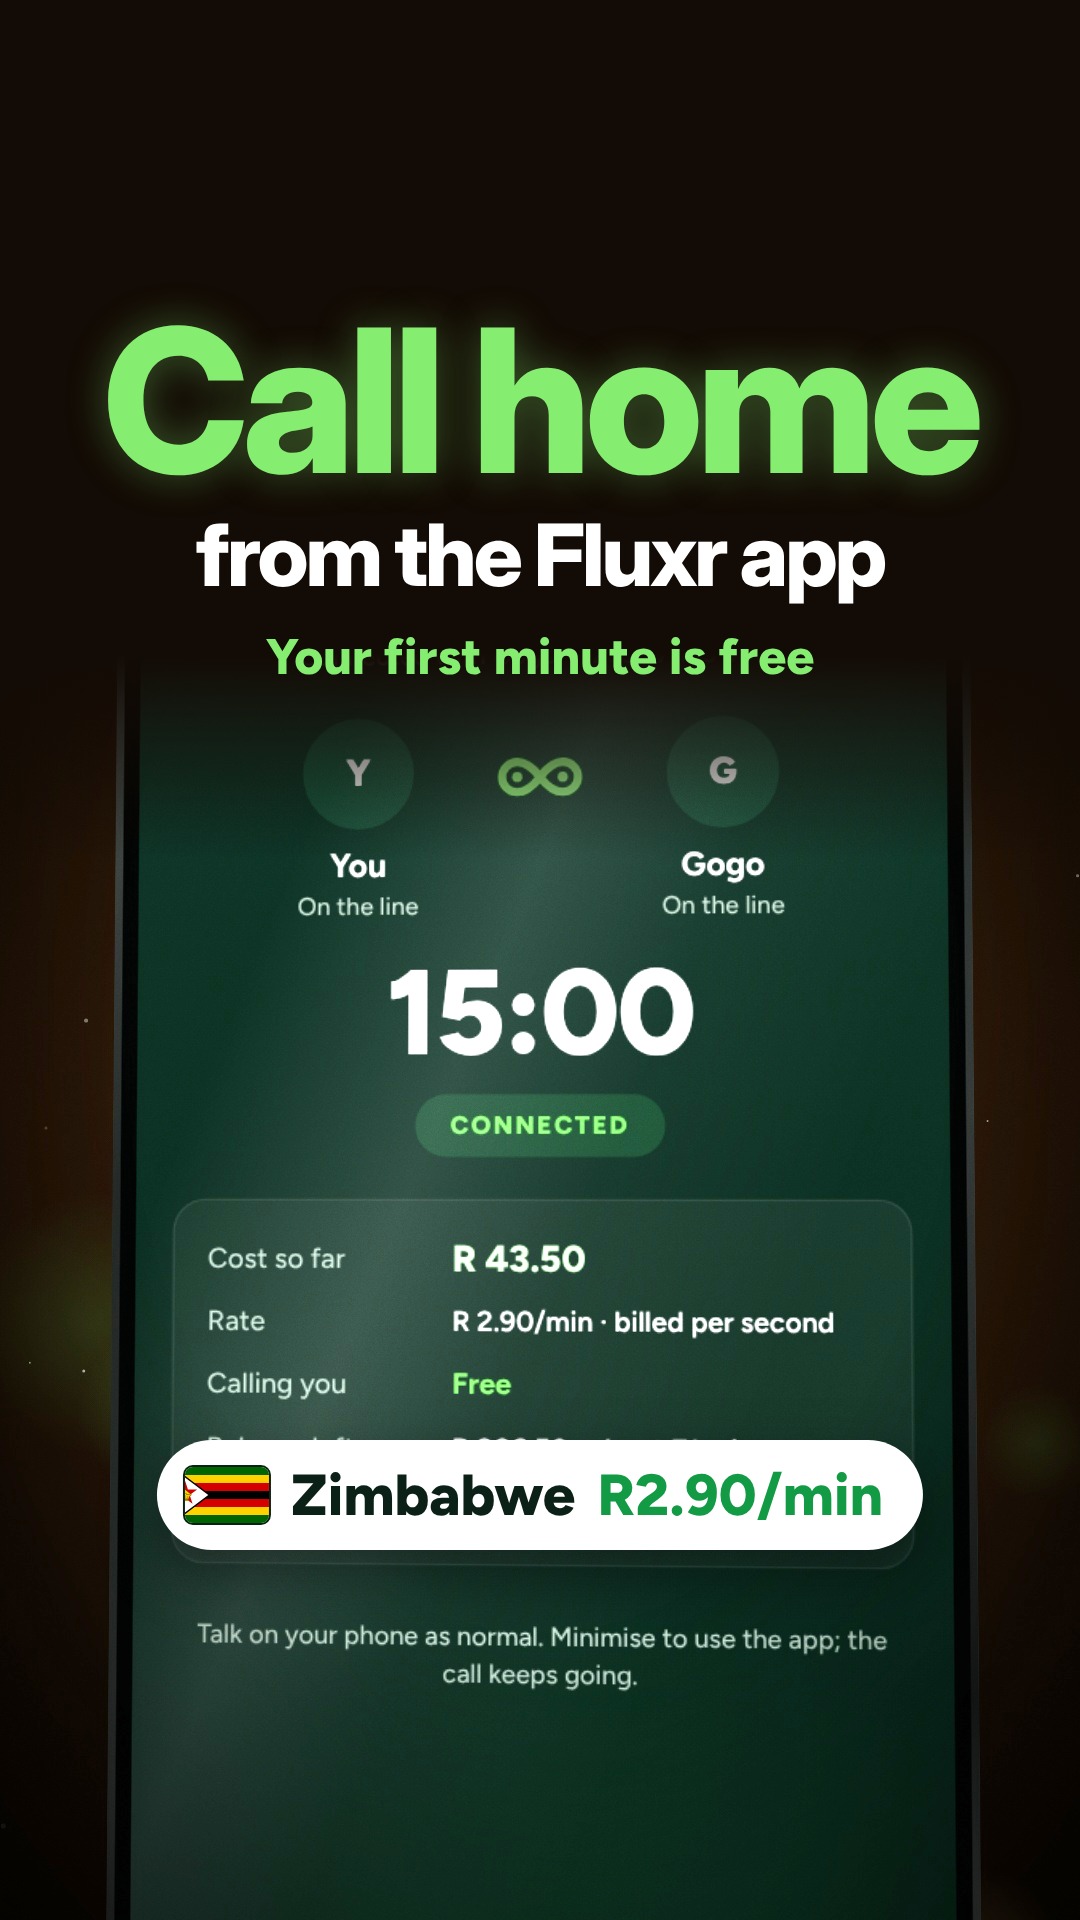 Call home
from the Fluxr app
Your first minute is free
Y
G
You
Gogo
On the line
On the line
15:00
CONNECTED
Cost so far
R 43.50
Rate
R 2.90/min · billed per second
Calling you
Free
Zimbabwe R2.90/min
Talk on your phone as normal. Minimise to use the app; the
call keeps going.